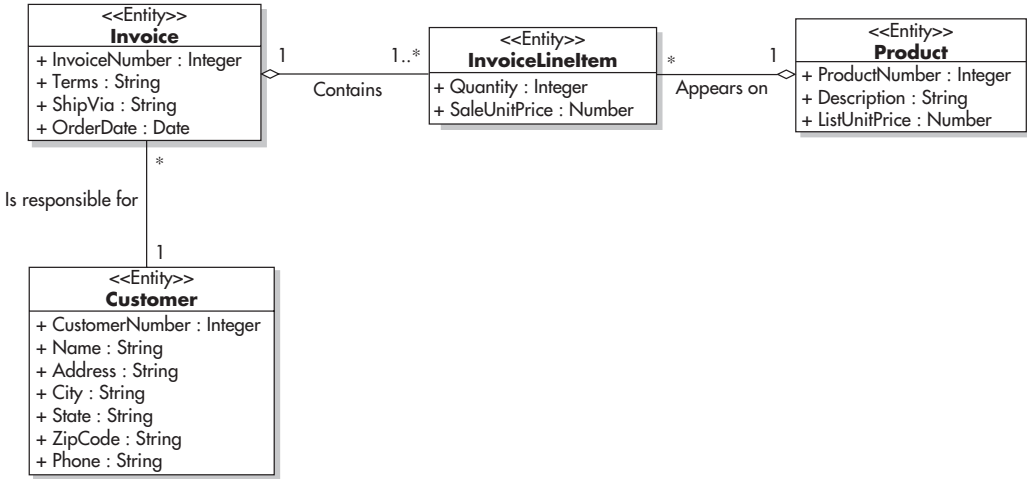 <<Entity>>
Invoice
+ InvoiceNumber : Integer
+ Terms : String
+ ShipVia : String
+ OrderDate : Date
1
Contains
1..*
<<Entity>>
InvoiceLineItem
+ Quantity : Integer
+ SaleUnitPrice : Number
*
Appears on
1
<<Entity>>
Product
+ ProductNumber : Integer
+ Description : String
+ ListUnitPrice : Number
*
Is responsible for
1
<<Entity>>
Customer
+ CustomerNumber : Integer
+ Name : String
+ Address : String
+ City : String
+ State : String
+ ZipCode : String
+ Phone : String